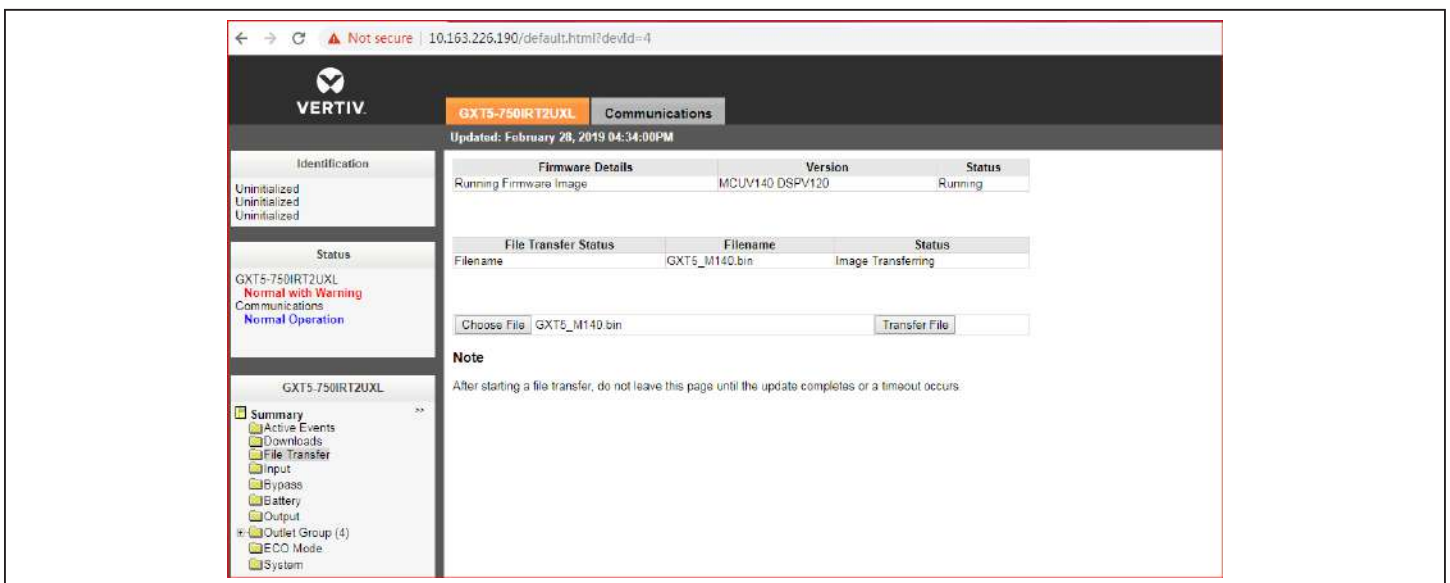 Not secure | 10.163.226.190/default.html?devId=4
VERTIV.
GXT5-750IRT2UXL Communications
Updated: February 28, 2019 04:34:00PM
Identification
Uninitialized
Uninitialized
Uninitialized
Status
GXT5-750IRT2UXL
Normal with Warning
Communications
Normal Operation
GXT5-750IRT2UXL
Summary >>
Active Events
Downloads
File Transfer
Input
Bypass
Battery
Output
Outlet Group (4)
ECO Mode
System
Firmware Details Version Status
Running Firmware Image MCUV140 DSPV120 Running
File Transfer Status Filename Status
Filename GXT5_M140.bin Image Transferring
Choose File GXT5_M140.bin Transfer File
Note
After starting a file transfer, do not leave this page until the update completes or a timeout occurs.